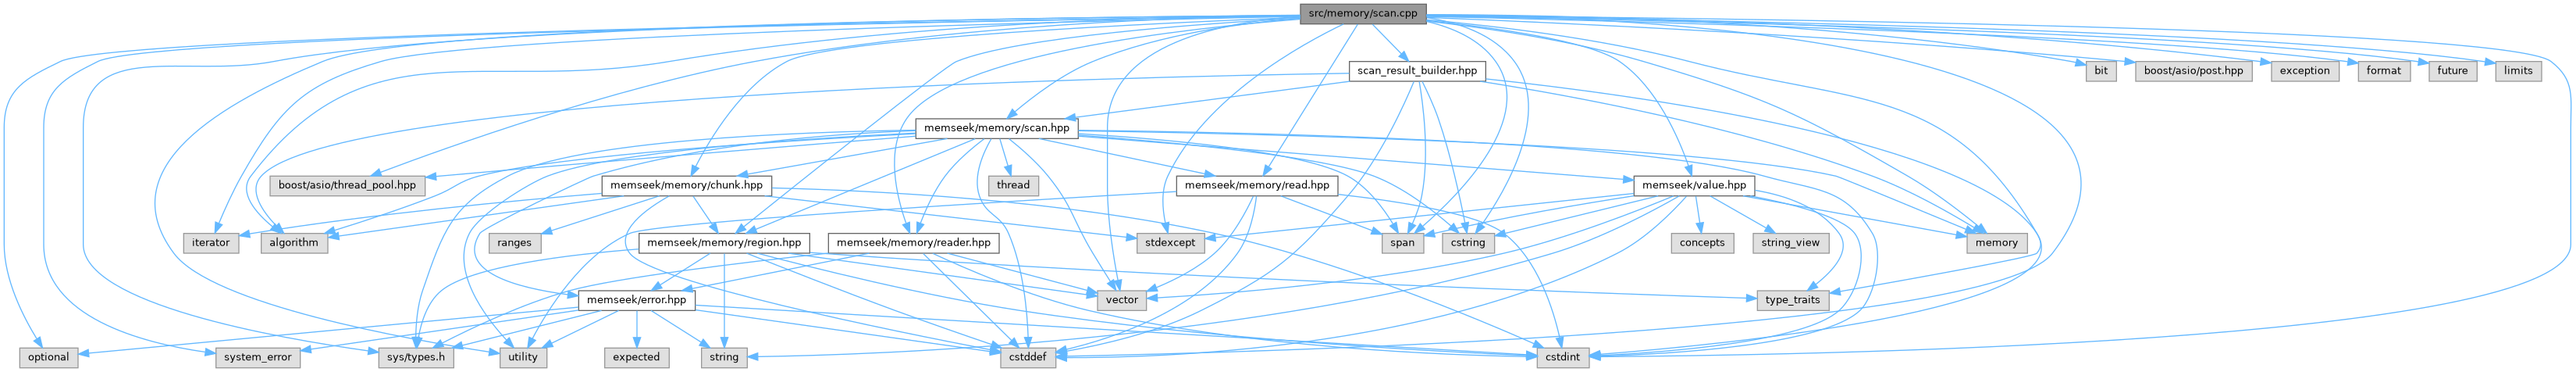 src/memory/scan.cpp
scan_result_builder.hpp
bit
boost/asio/post.hpp
exception
format
future
limits
memseek/memory/scan.hpp
boost/asio/thread_pool.hpp
memseek/memory/chunk.hpp
thread
memseek/memory/read.hpp
memseek/value.hpp
iterator
algorithm
ranges
memseek/memory/region.hpp
memseek/memory/reader.hpp
stdexcept
span
cstring
concepts
string_view
memory
memseek/error.hpp
vector
type_traits
optional
system_error
sys/types.h
utility
expected
string
cstddef
cstdint